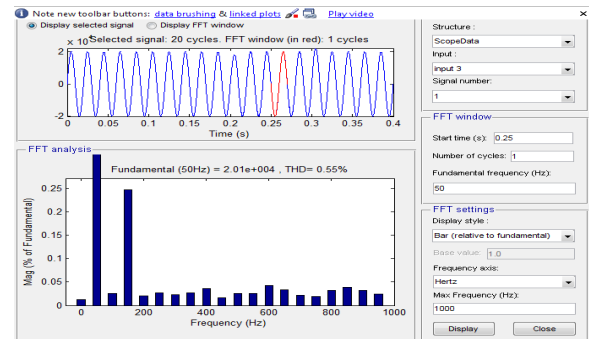 Note new toolbar buttons: data brushing & linked plots Play video
Display selected signal Display FFT window
x 10^4 Selected signal: 20 cycles. FFT window (in red): 1 cycles
2
0
-2
0 0.05 0.1 0.15 0.2 0.25 0.3 0.35 0.4
Time (s)
FFT analysis
Fundamental (50Hz) = 2.01e+004 , THD= 0.55%
0.25
0.2
0.15
0.1
0.05
0
Mag (% of Fundamental)
0 200 400 600 800 1000
Frequency (Hz)
Structure :
ScopeData
Input :
input 3
Signal number:
1
FFT window
Start time (s): 0.25
Number of cycles: 1
Fundamental frequency (Hz):
50
FFT settings
Display style :
Bar (relative to fundamental)
Base value: 1.0
Frequency axis:
Hertz
Max Frequency (Hz):
1000
Display Close